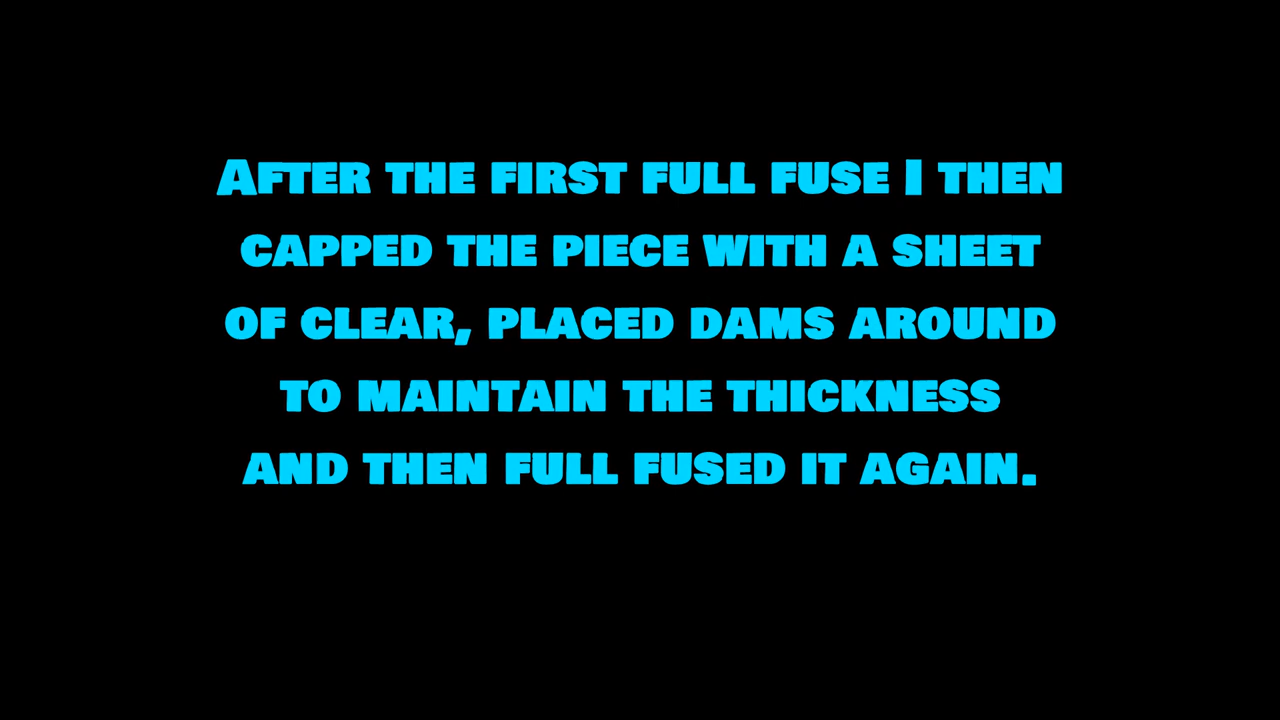 After the first full fuse I then
capped the piece with a sheet
of clear, placed dams around
to maintain the thickness
and then full fused it again.